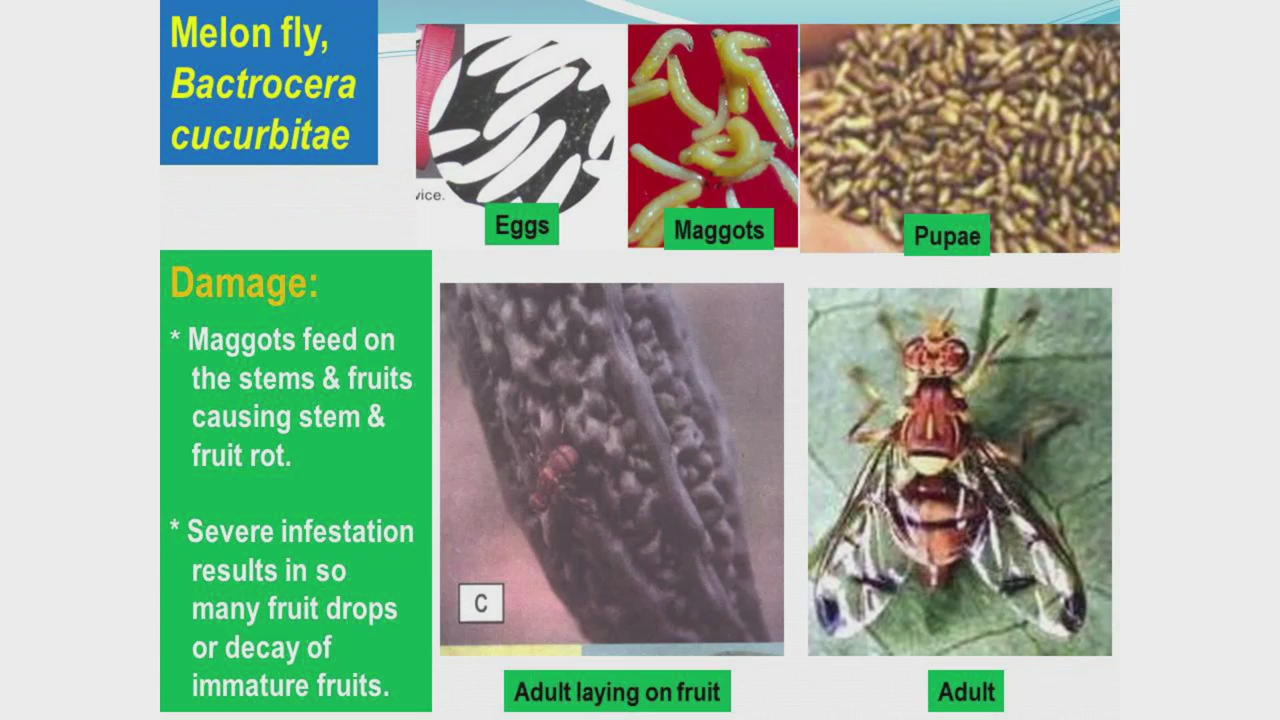 Melon fly,
Bactrocera
cucurbitae
vice.
Eggs
Maggots
Pupae
Damage:
* Maggots feed on
the stems & fruits
causing stem &
fruit rot.
* Severe infestation
results in so
many fruit drops
or decay of
immature fruits.
C
Adult laying on fruit
Adult